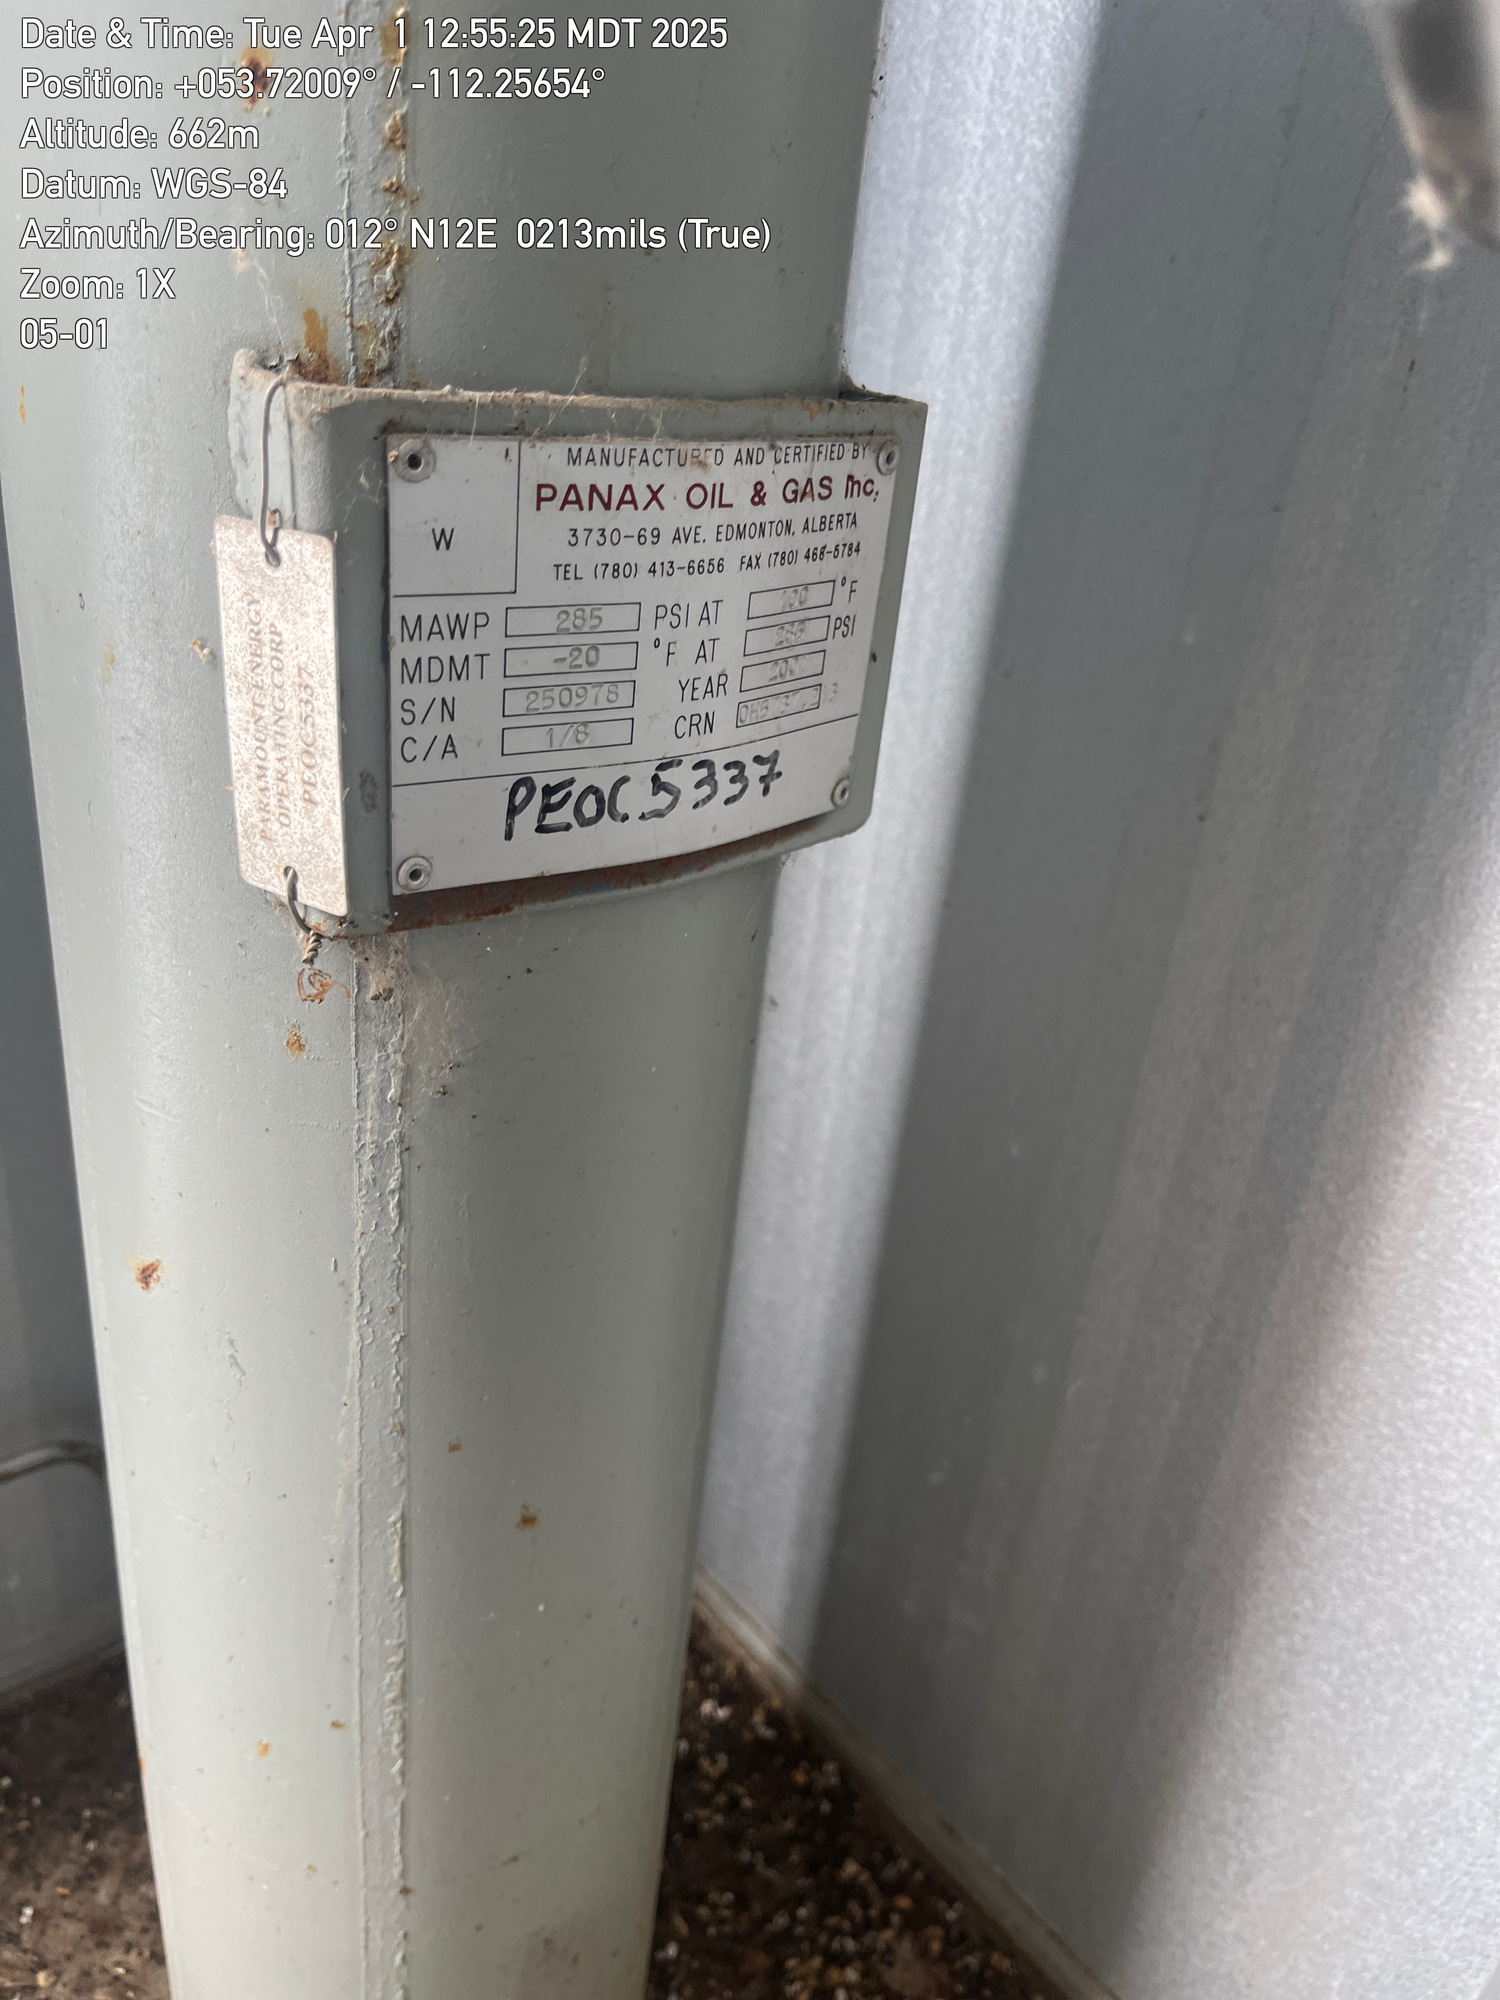 Date & Time: Tue Apr 1 12:55:25 MDT 2025
Position: +053.72009° / -112.25654°
Altitude: 662m
Datum: WGS-84
Azimuth/Bearing: 012° N12E 0213mils (True)
Zoom: 1X
05-01
W
MANUFACTURED AND CERTIFIED BY
PANAX OIL & GAS Inc.
3730-69 AVE. EDMONTON, ALBERTA
TEL (780) 413-6656 FAX (780) 468-5784
MAWP 285 PSI AT 100 °F
MDMT -20 °F AT 285 PSI
S/N 250978 YEAR
C/A 1/8 CRN
PEOC5337
PARAMOUNT ENERGY
OPERATING CORP
PEOC5337